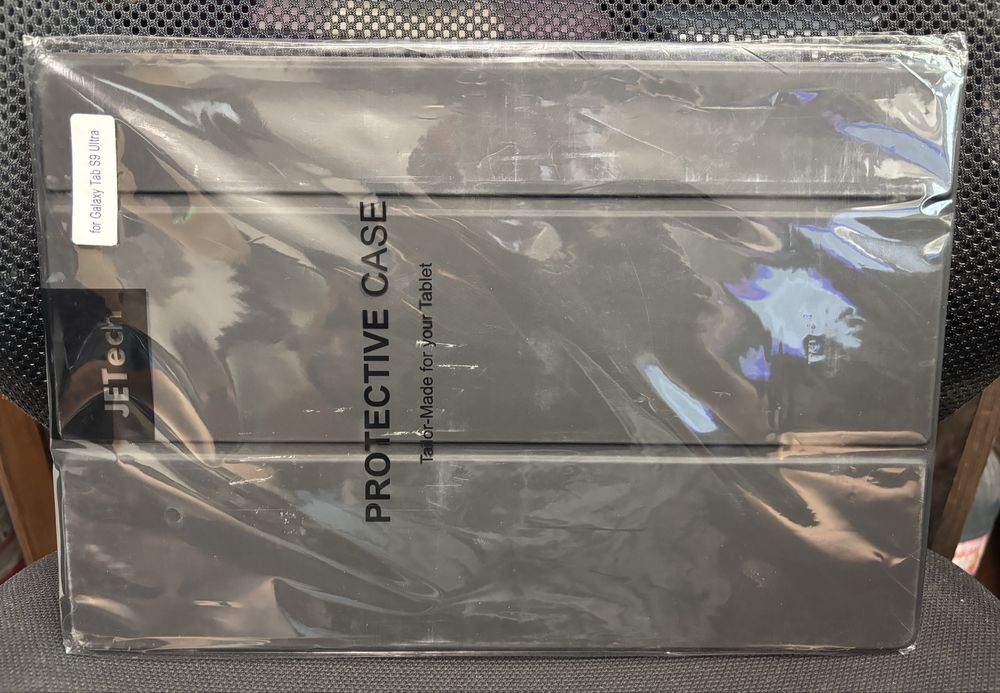 for Galaxy Tab S9 Ultra
JETech
PROTECTIVE CASE
Tailor-Made for your Tablet